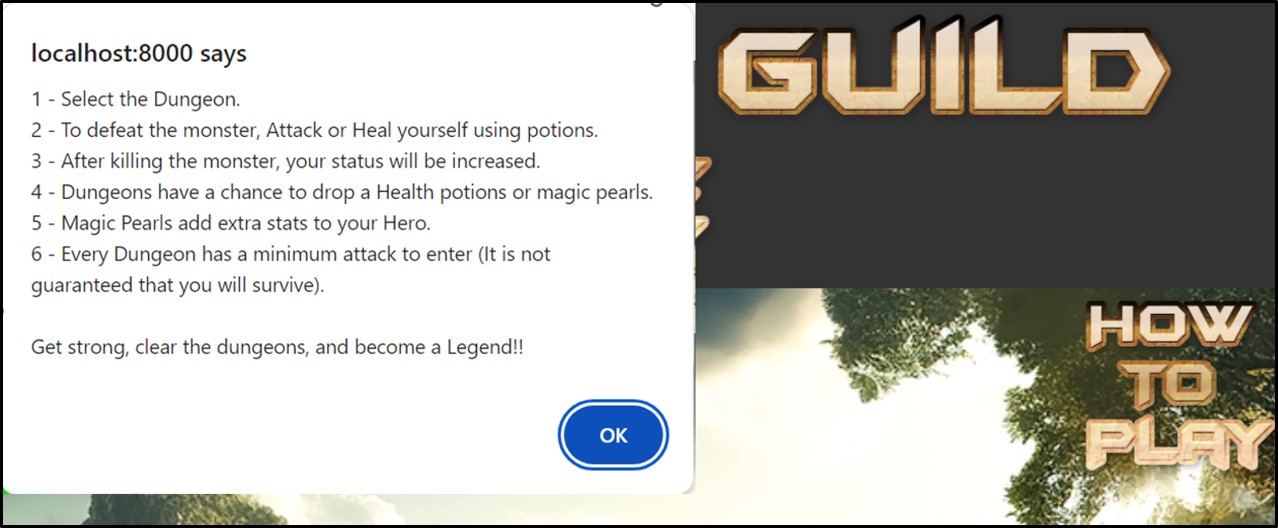 localhost:8000 says
1 - Select the Dungeon.
2 - To defeat the monster, Attack or Heal yourself using potions.
3 - After killing the monster, your status will be increased.
4 - Dungeons have a chance to drop a Health potions or magic pearls.
5 - Magic Pearls add extra stats to your Hero.
6 - Every Dungeon has a minimum attack to enter (It is not
guaranteed that you will survive).
Get strong, clear the dungeons, and become a Legend!!
OK
GUILD
HOW
TO
PLAY